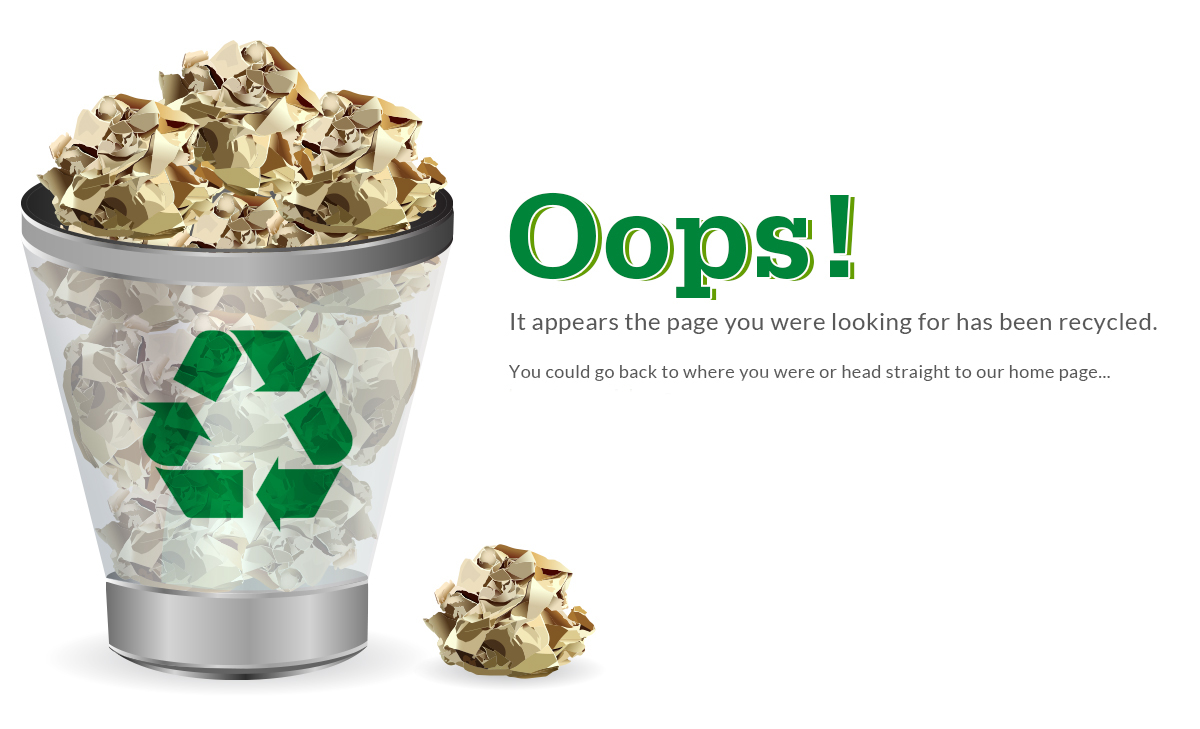 Oops!
It appears the page you were looking for has been recycled.
You could go back to where you were or head straight to our home page...